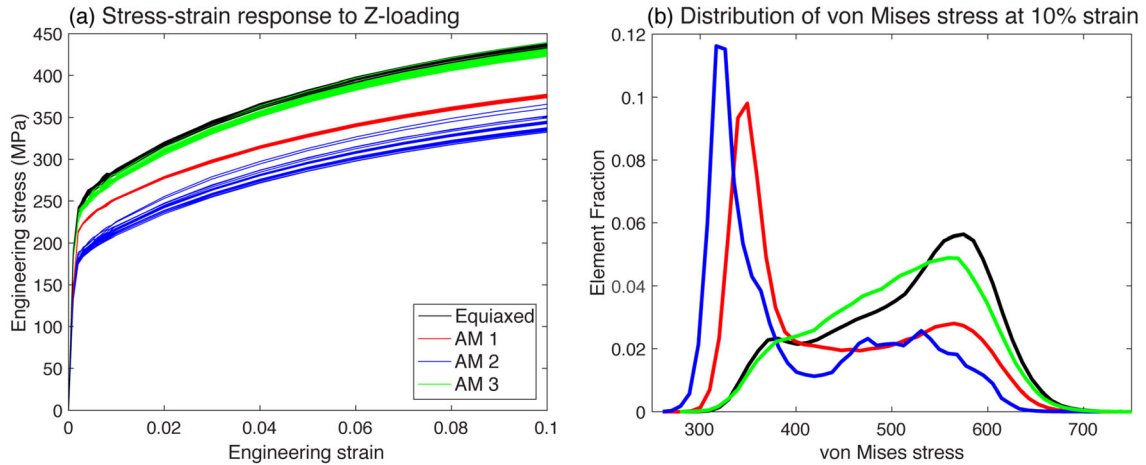 (a) Stress-strain response to Z-loading
450
400
350
300
250
200
150
100
50
0
Engineering stress (MPa)
0
0.02
0.04
0.06
0.08
0.1
Engineering strain
Equiaxed
AM 1
AM 2
AM 3
(b) Distribution of von Mises stress at 10% strain
0.12
0.1
0.08
0.06
0.04
0.02
0
Element Fraction
300
400
500
600
700
von Mises stress